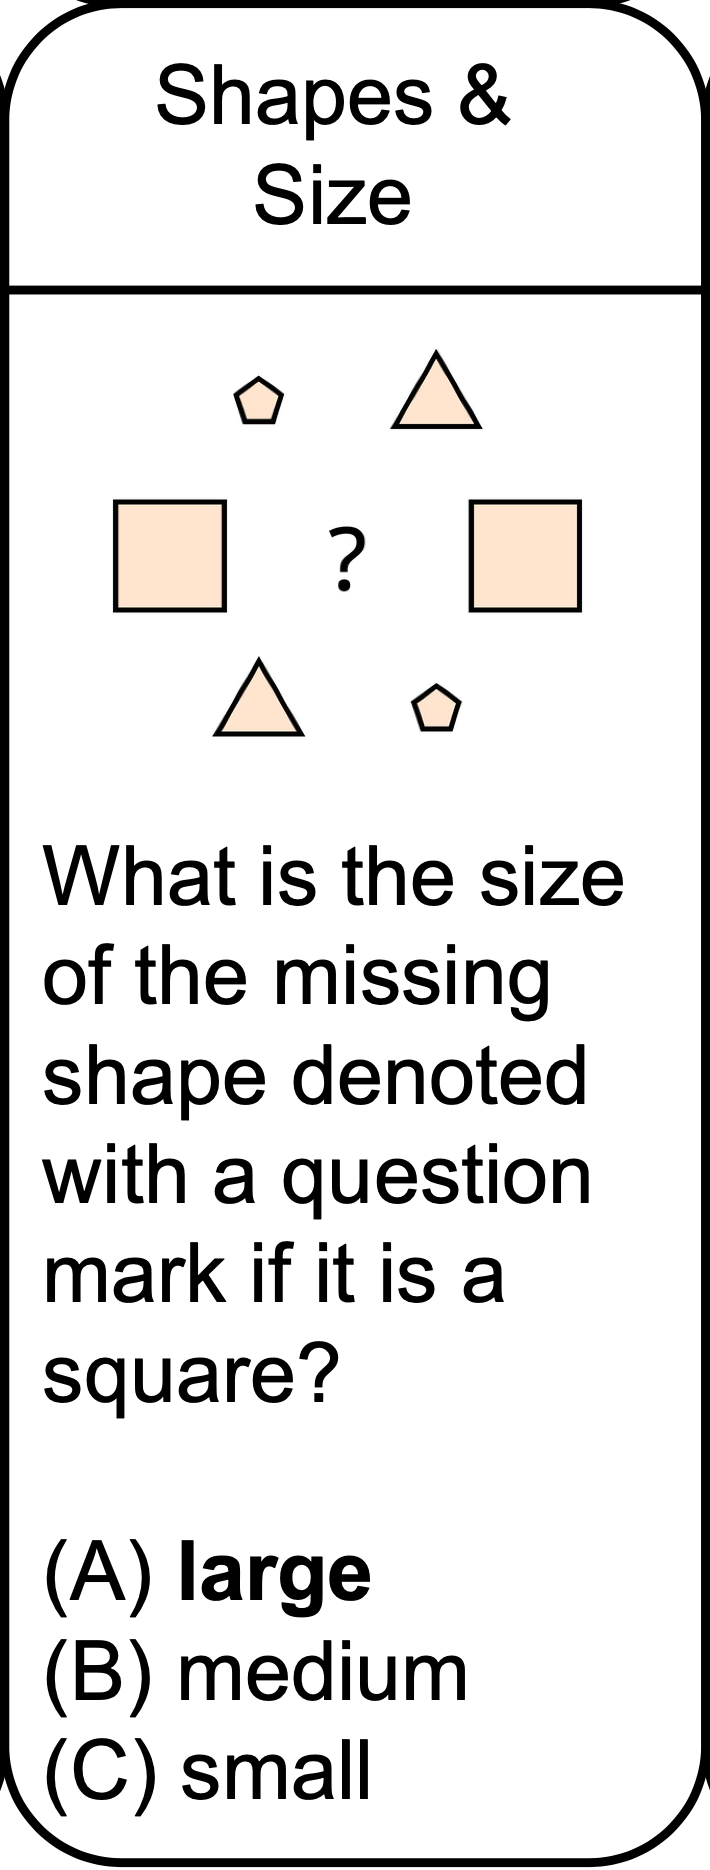 Shapes &
Size
?
What is the size
of the missing
shape denoted
with a question
mark if it is a
square?
(A) large
(B) medium
(C) small